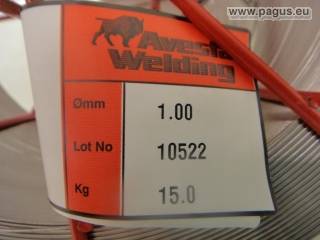 www.pagus.eu
Avesta
Welding
Ømm 1.00
Lot No 10522
Kg 15.0